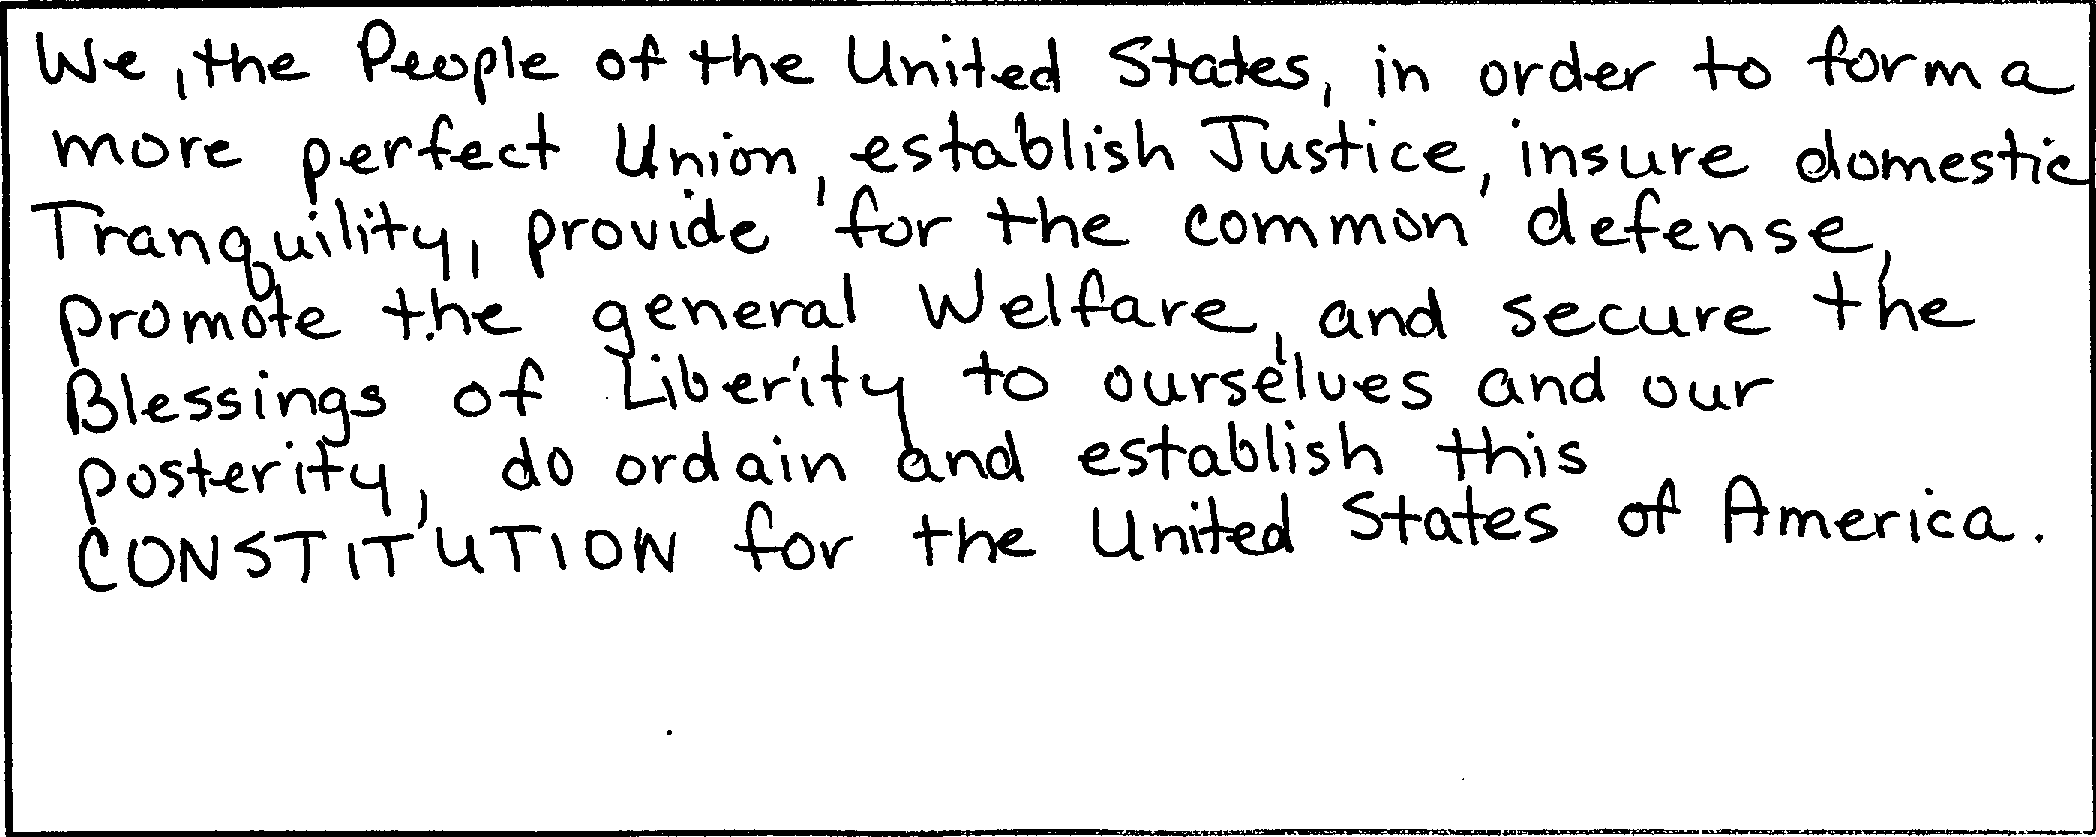 We, the People of the United States, in order to form a
more perfect Union, establish Justice, insure domestic
Tranquility, provide for the common defense,
promote the general Welfare, and secure the
Blessings of Liberity to ourselves and our
posterity, do ordain and establish this
CONSTITUTION for the United States of America.